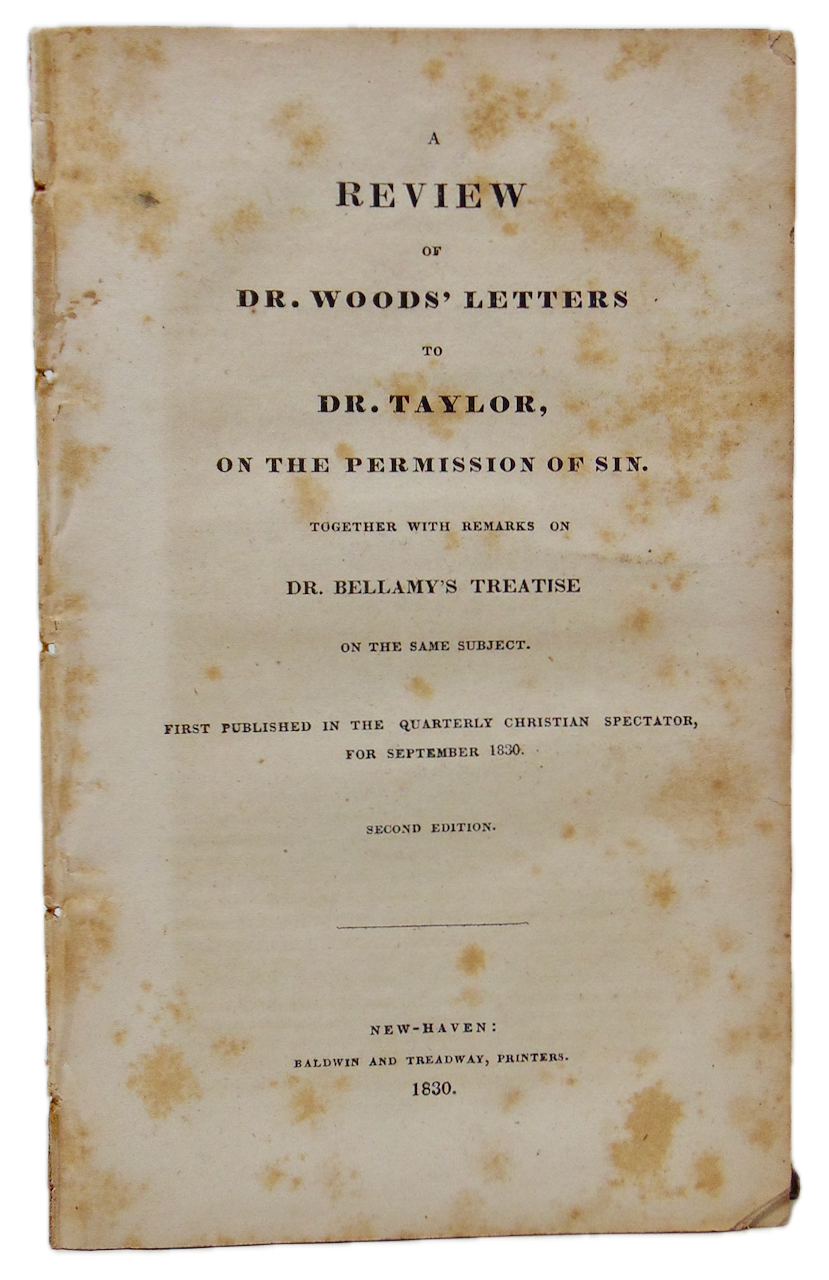 A
REVIEW
OF
DR. WOODS' LETTERS
TO
DR. TAYLOR,
ON THE PERMISSION OF SIN.
TOGETHER WITH REMARKS ON
DR. BELLAMY'S TREATISE
ON THE SAME SUBJECT.
FIRST PUBLISHED IN THE QUARTERLY CHRISTIAN SPECTATOR,
FOR SEPTEMBER 1830.
SECOND EDITION.
NEW-HAVEN:
BALDWIN AND TREADWAY, PRINTERS.
1830.